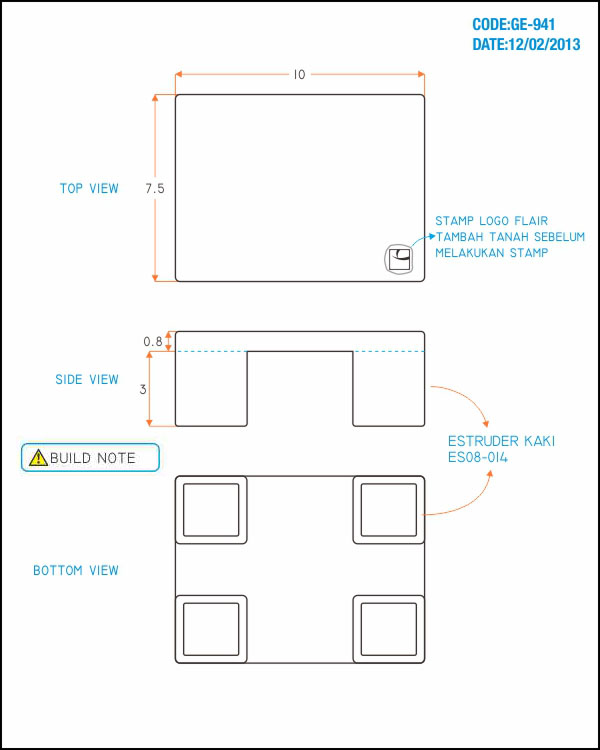 CODE:GE-941
DATE:12/02/2013
10
TOP VIEW
7.5
STAMP LOGO FLAIR
TAMBAH TANAH SEBELUM
MELAKUKAN STAMP
0.8
SIDE VIEW
3
ESTRUDER KAKI
ES08-014
BUILD NOTE
BOTTOM VIEW